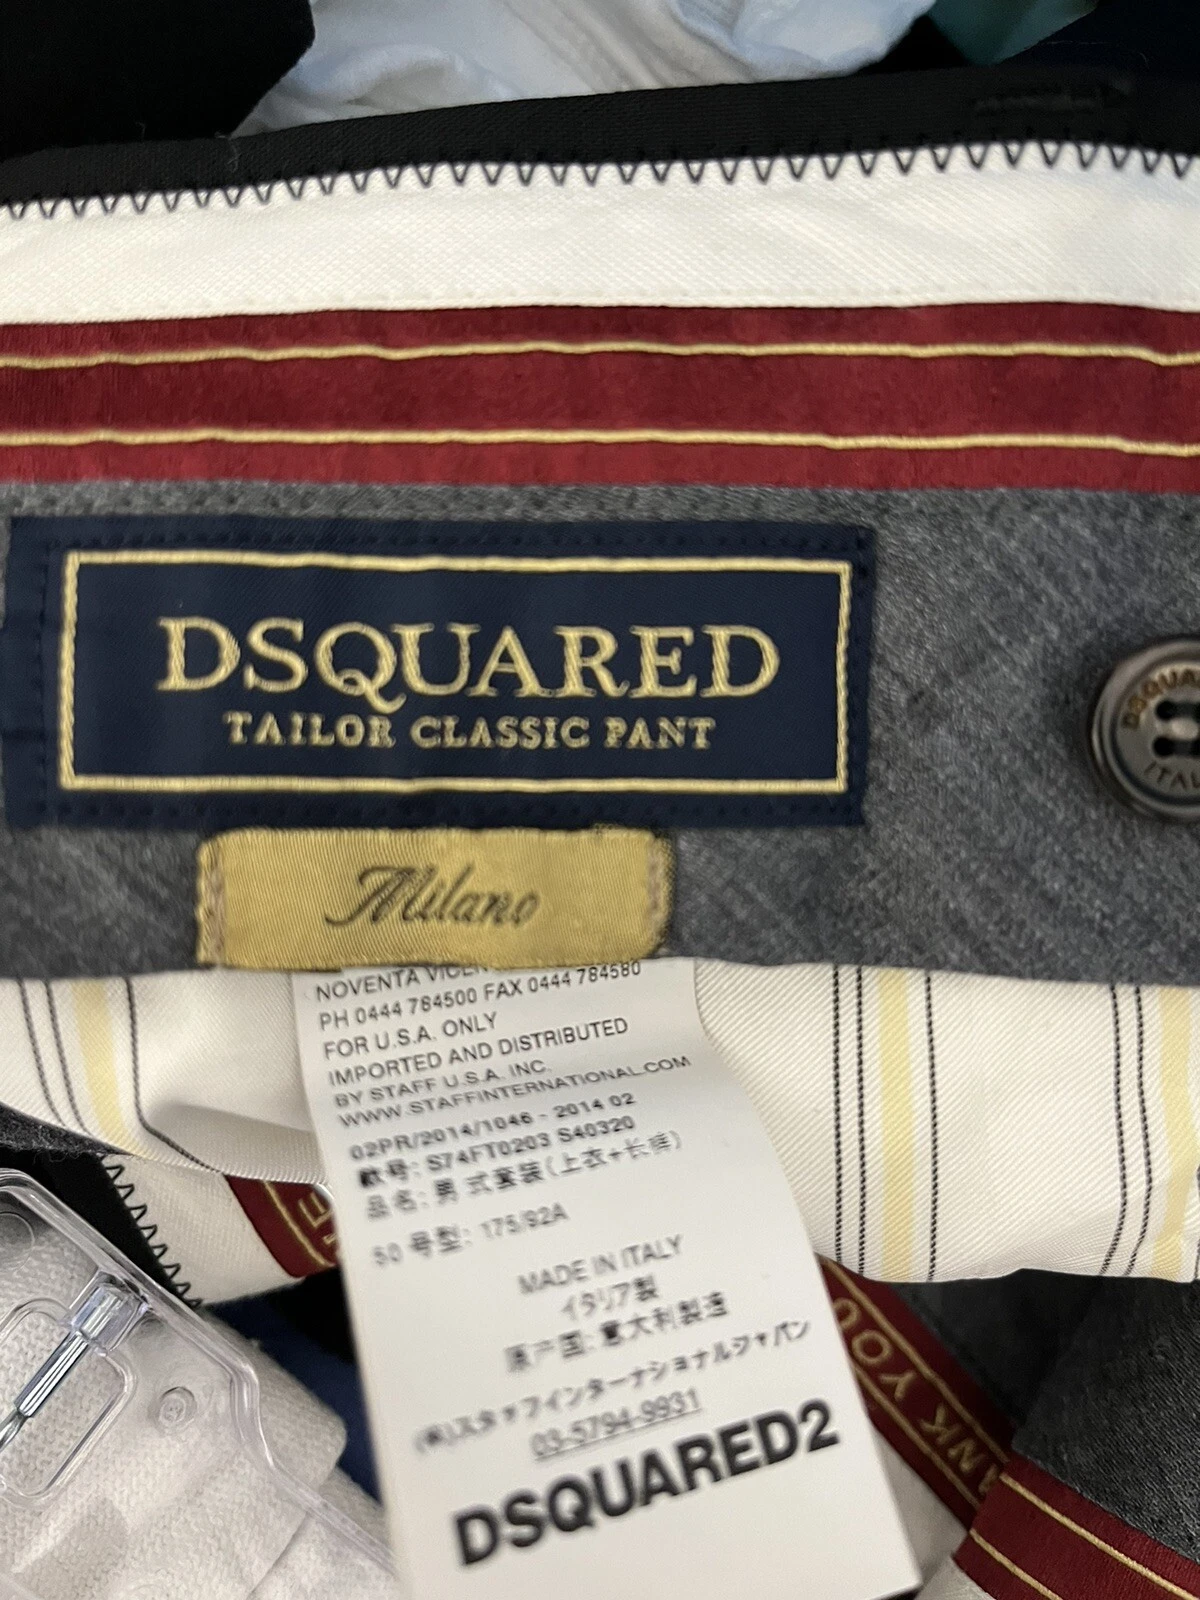 DSQUARED
TAILOR CLASSIC PANT
Milano
NOVENTA
PH 0444 784500 FAX 0444 784580
FOR U.S.A. ONLY
IMPORTED AND DISTRIBUTED
BY STAFF U.S.A. INC.
WWW.STAFFINTERNATIONAL.COM
02PR/2014/1046 - 2014 02
款号: S74FT0203 S40320
品名: 男式套装(上衣+长裤)
50 号型: 175/92A
MADE IN ITALY
イタリア製
原产国: 意大利製造
(株)スタッフインターナショナルジャパン
03-5794-9931
DSQUARED2
YOU